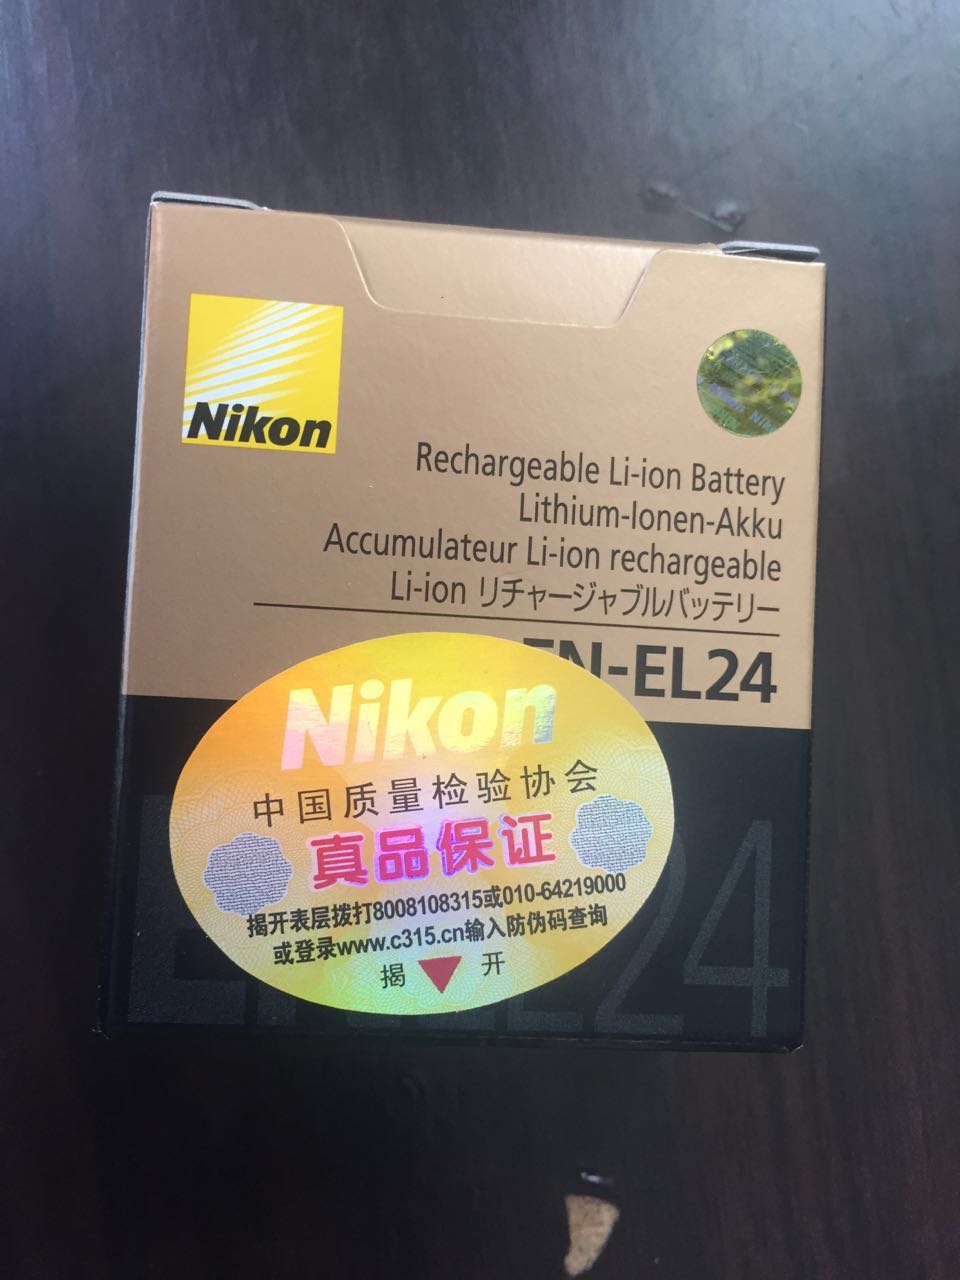 Nikon
Rechargeable Li-ion Battery
Lithium-Ionen-Akku
Accumulateur Li-ion rechargeable
Li-ion リチャージャブルバッテリー
EN-EL24
Nikon
中国质量检验协会
真品保证
揭开表层拨打8008108315或010-64219000
或登录www.c315.cn输入防伪码查询
揭 开